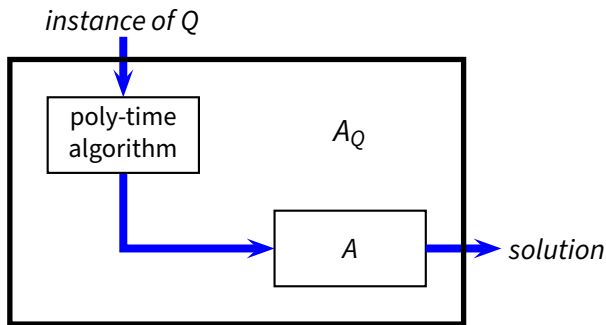 instance of Q
poly-time
algorithm
A_Q
A
solution